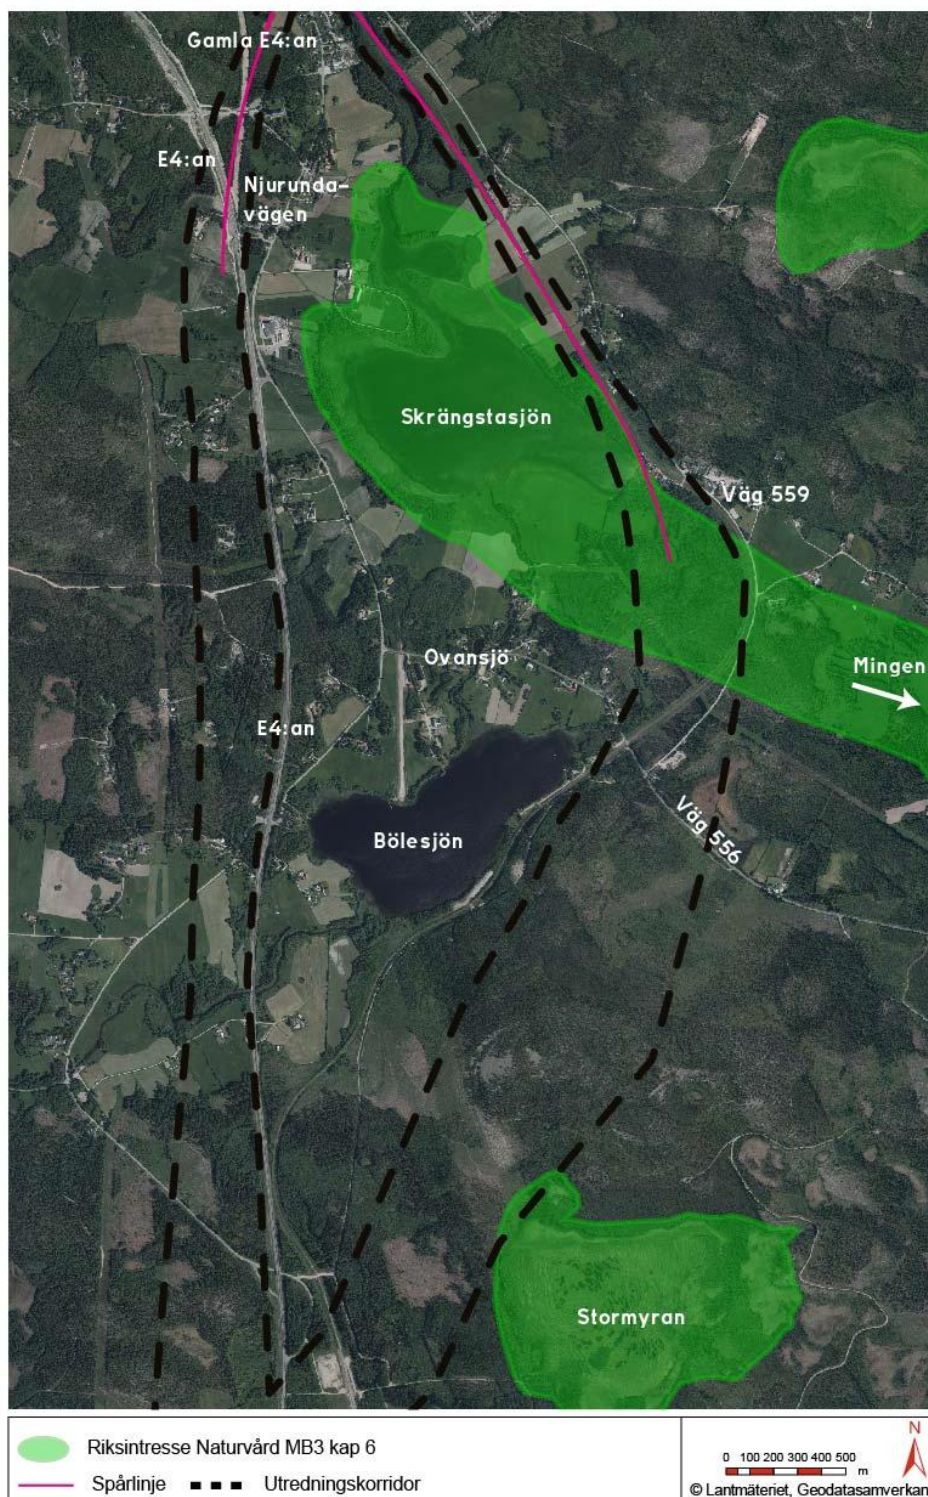 Gamla E4:an
E4:an
Njurunda-
vägen
Skrängstasjön
Väg 559
Ovansjö
Mingen
E4:an
Bölesjön
Väg 556
Stormyran
Riksintresse Naturvård MB3 kap 6
Spårlinje
Utredningskorridor
0 100 200 300 400 500
m
N
© Lantmäteriet, Geodatasamverkan